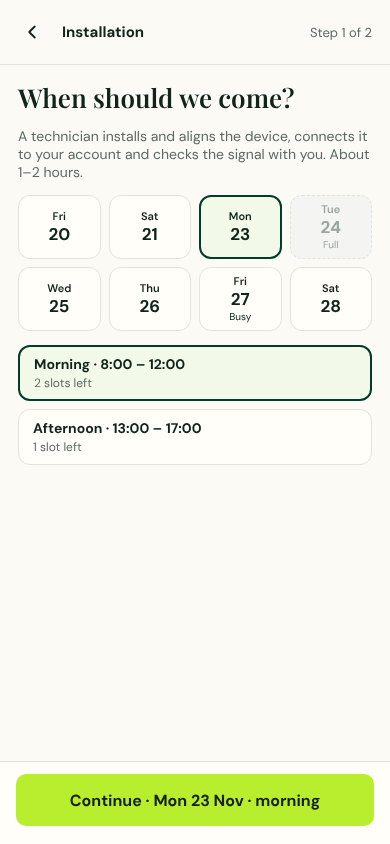 Installation
Step 1 of 2
When should we come?
A technician installs and aligns the device, connects it
to your account and checks the signal with you. About
1–2 hours.
Fri
20
Sat
21
Mon
23
Tue
24
Full
Wed
25
Thu
26
Fri
27
Busy
Sat
28
Morning · 8:00 – 12:00
2 slots left
Afternoon · 13:00 – 17:00
1 slot left
Continue · Mon 23 Nov · morning